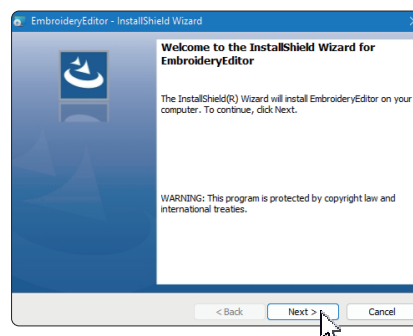 EmbroideryEditor - InstallShield Wizard
Welcome to the InstallShield Wizard for
EmbroideryEditor
The InstallShield(R) Wizard will install EmbroideryEditor on your
computer. To continue, click Next.
WARNING: This program is protected by copyright law and
international treaties.
< Back Next > Cancel